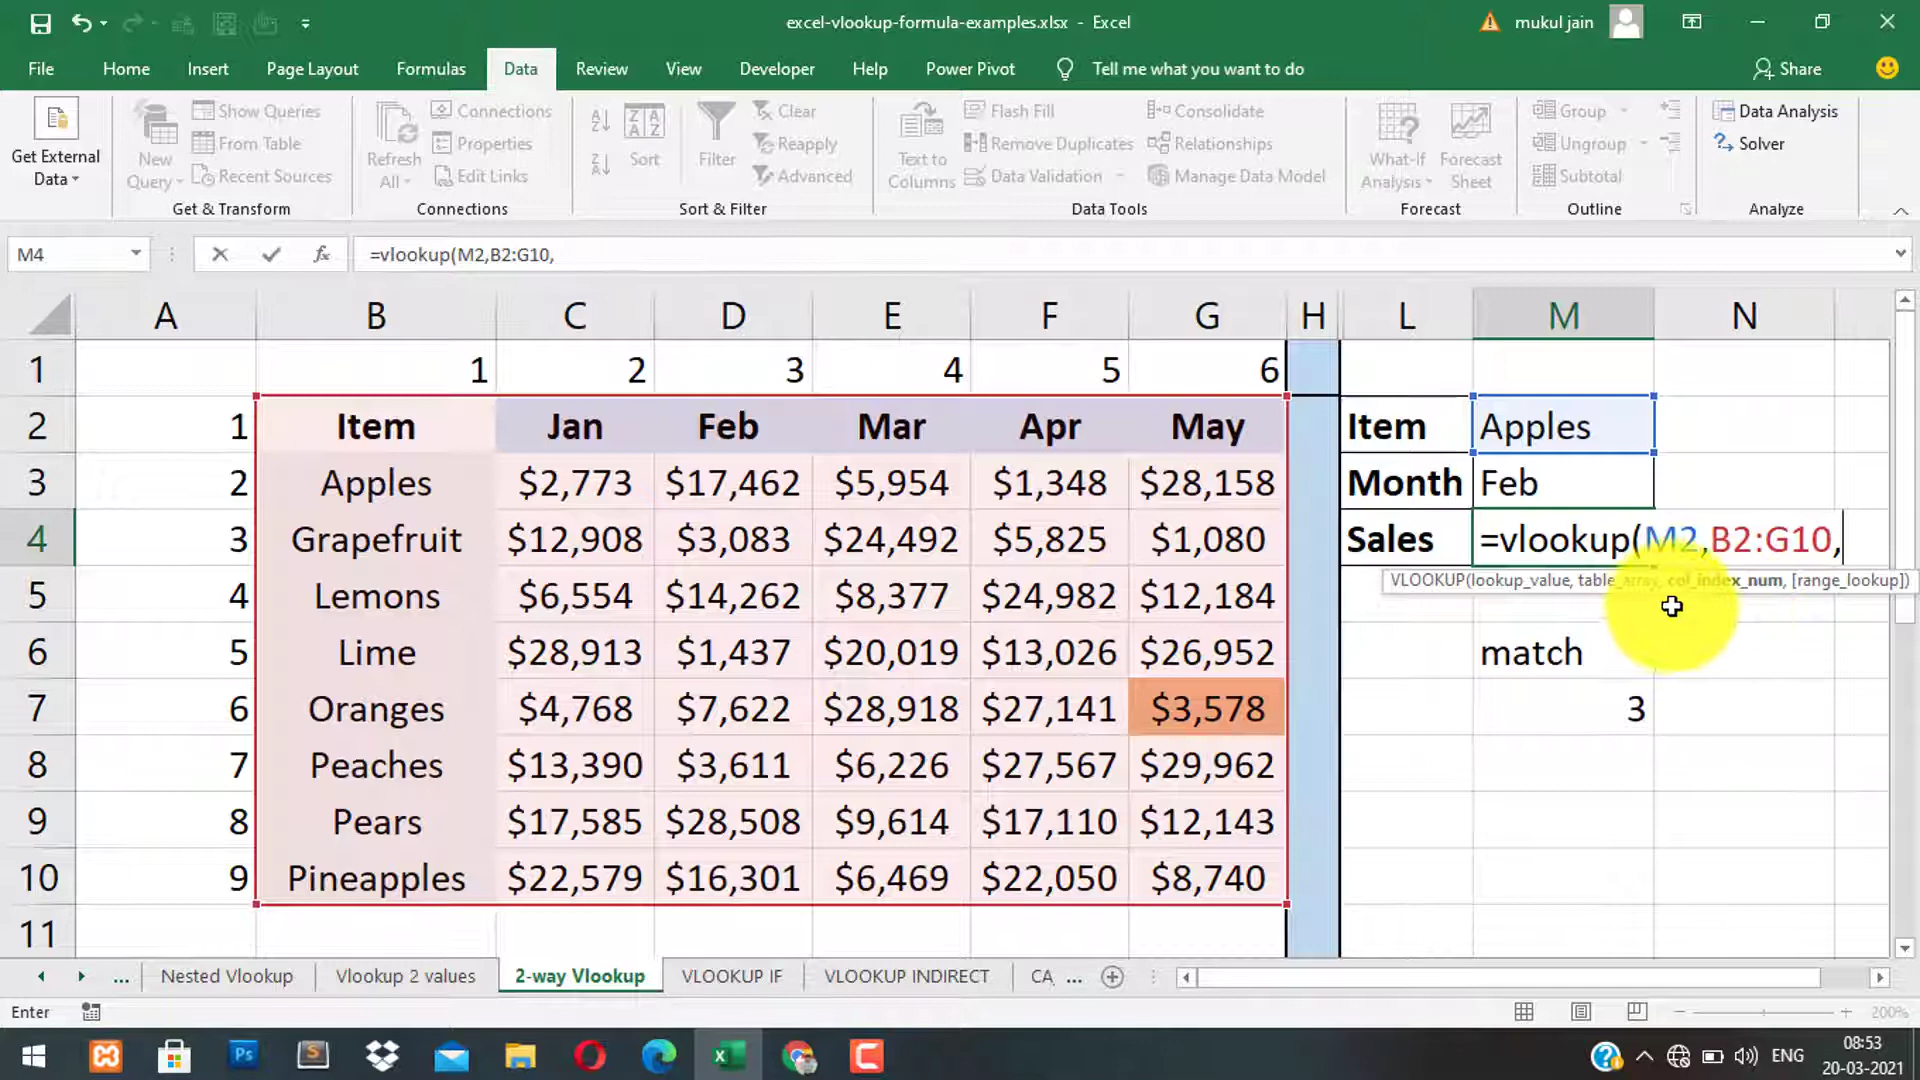 excel-vlookup-formula-examples.xlsx - Excel
mukul jain
File Home Insert Page Layout Formulas Data Review View Developer Help Power Pivot Tell me what you want to do Share
Get External Data
New Query
Show Queries
From Table
Recent Sources
Get & Transform
Refresh All
Connections
Properties
Edit Links
Connections
Sort
Filter
Clear
Reapply
Advanced
Sort & Filter
Text to Columns
Flash Fill
Remove Duplicates
Data Validation
Consolidate
Relationships
Manage Data Model
Data Tools
What-If Analysis
Forecast Sheet
Forecast
Group
Ungroup
Subtotal
Outline
Data Analysis
Solver
Analyze
M4 fx =vlookup(M2,B2:G10,
A B C D E F G H L M N
1 1 2 3 4 5 6
2 1 Item Jan Feb Mar Apr May Item Apples
3 2 Apples $2,773 $17,462 $5,954 $1,348 $28,158 Month Feb
4 3 Grapefruit $12,908 $3,083 $24,492 $5,825 $1,080 Sales =vlookup(M2,B2:G10,
VLOOKUP(lookup_value, table_array, col_index_num, [range_lookup])
5 4 Lemons $6,554 $14,262 $8,377 $24,982 $12,184
6 5 Lime $28,913 $1,437 $20,019 $13,026 $26,952 match
7 6 Oranges $4,768 $7,622 $28,918 $27,141 $3,578 3
8 7 Peaches $13,390 $3,611 $6,226 $27,567 $29,962
9 8 Pears $17,585 $28,508 $9,614 $17,110 $12,143
10 9 Pineapples $22,579 $16,301 $6,469 $22,050 $8,740
11
... Nested Vlookup Vlookup 2 values 2-way Vlookup VLOOKUP IF VLOOKUP INDIRECT CA ...
Enter 200%
ENG 08:53
20-03-2021